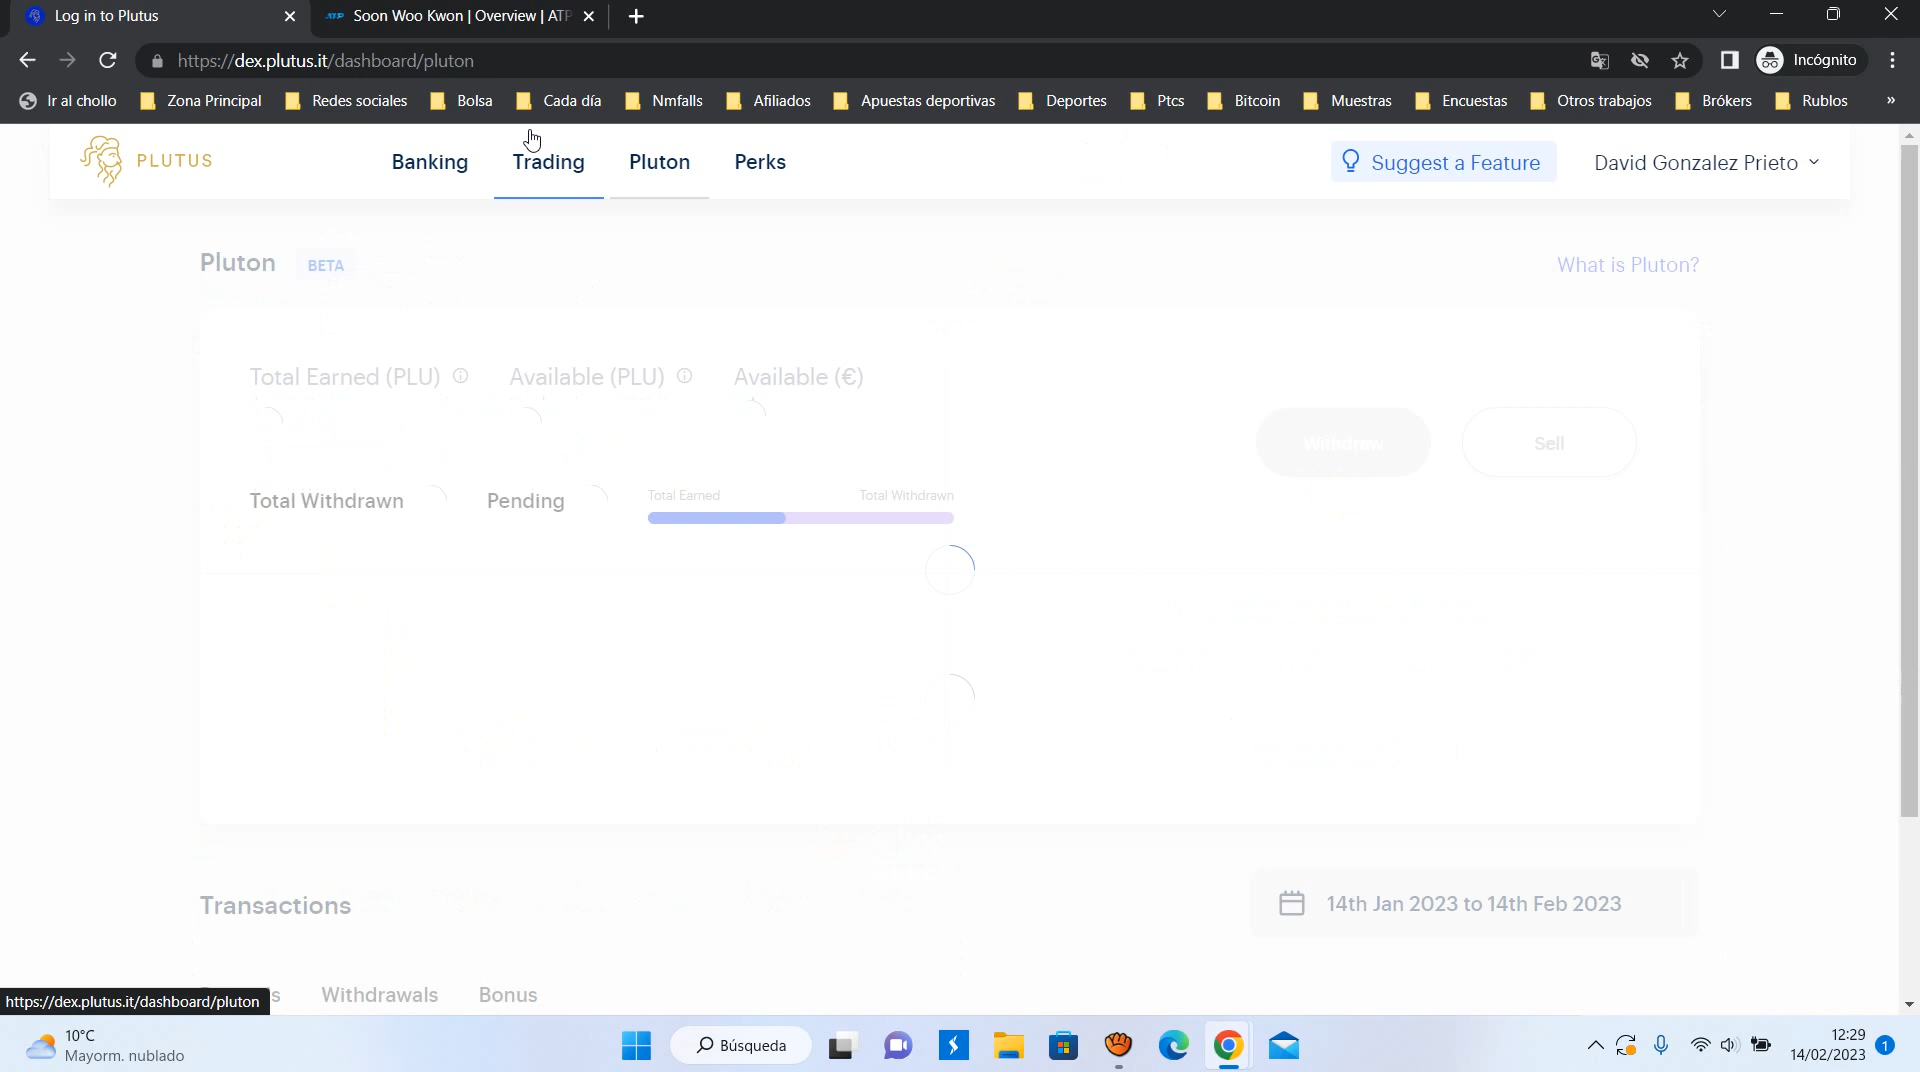 Log in to Plutus
Soon Woo Kwon | Overview | ATP
https://dex.plutus.it/dashboard/pluton
Incógnito
Ir al chollo
Zona Principal
Redes sociales
Bolsa
Cada día
Nmfalls
Afiliados
Apuestas deportivas
Deportes
Ptcs
Bitcoin
Muestras
Encuestas
Otros trabajos
Brókers
Rublos
»
PLUTUS
Banking
Trading
Pluton
Perks
Suggest a Feature
David Gonzalez Prieto
Pluton
BETA
What is Pluton?
Total Earned (PLU)
Available (PLU)
Available (€)
Withdraw
Sell
Total Withdrawn
Pending
Total Earned
Total Withdrawn
Transactions
14th Jan 2023 to 14th Feb 2023
Withdrawals
Bonus
https://dex.plutus.it/dashboard/pluton
10°C
Mayorm. nublado
Búsqueda
12:29
14/02/2023
1